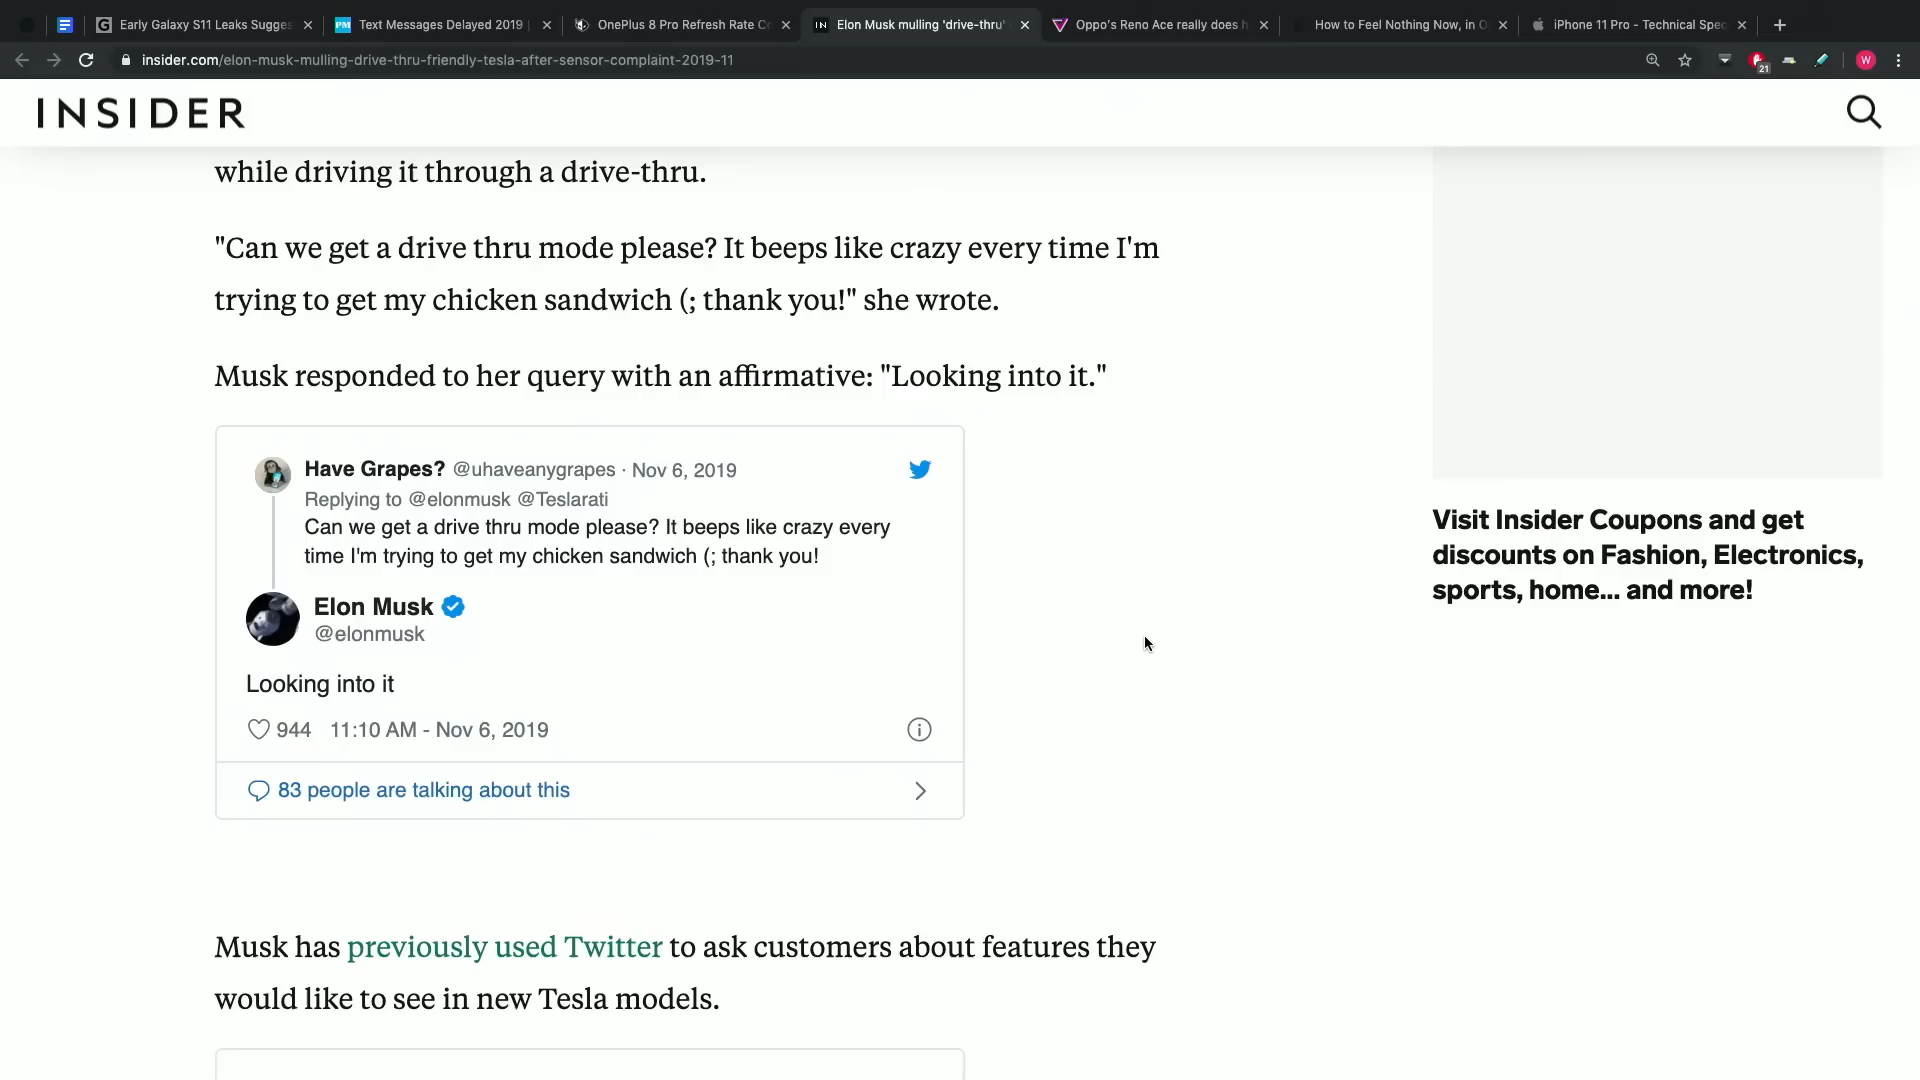 Early Galaxy S11 Leaks Sugges
Text Messages Delayed 2019
OnePlus 8 Pro Refresh Rate Co
Elon Musk mulling 'drive-thru'
Oppo's Reno Ace really does h
How to Feel Nothing Now, in O
iPhone 11 Pro - Technical Spec
insider.com/elon-musk-mulling-drive-thru-friendly-tesla-after-sensor-complaint-2019-11
21
W
INSIDER
while driving it through a drive-thru.
"Can we get a drive thru mode please? It beeps like crazy every time I'm
trying to get my chicken sandwich (; thank you!" she wrote.
Musk responded to her query with an affirmative: "Looking into it."
Have Grapes? @uhaveanygrapes · Nov 6, 2019
Replying to @elonmusk @Teslarati
Can we get a drive thru mode please? It beeps like crazy every
time I'm trying to get my chicken sandwich (; thank you!
Elon Musk
@elonmusk
Looking into it
944 11:10 AM - Nov 6, 2019
83 people are talking about this
Visit Insider Coupons and get
discounts on Fashion, Electronics,
sports, home... and more!
Musk has previously used Twitter to ask customers about features they
would like to see in new Tesla models.